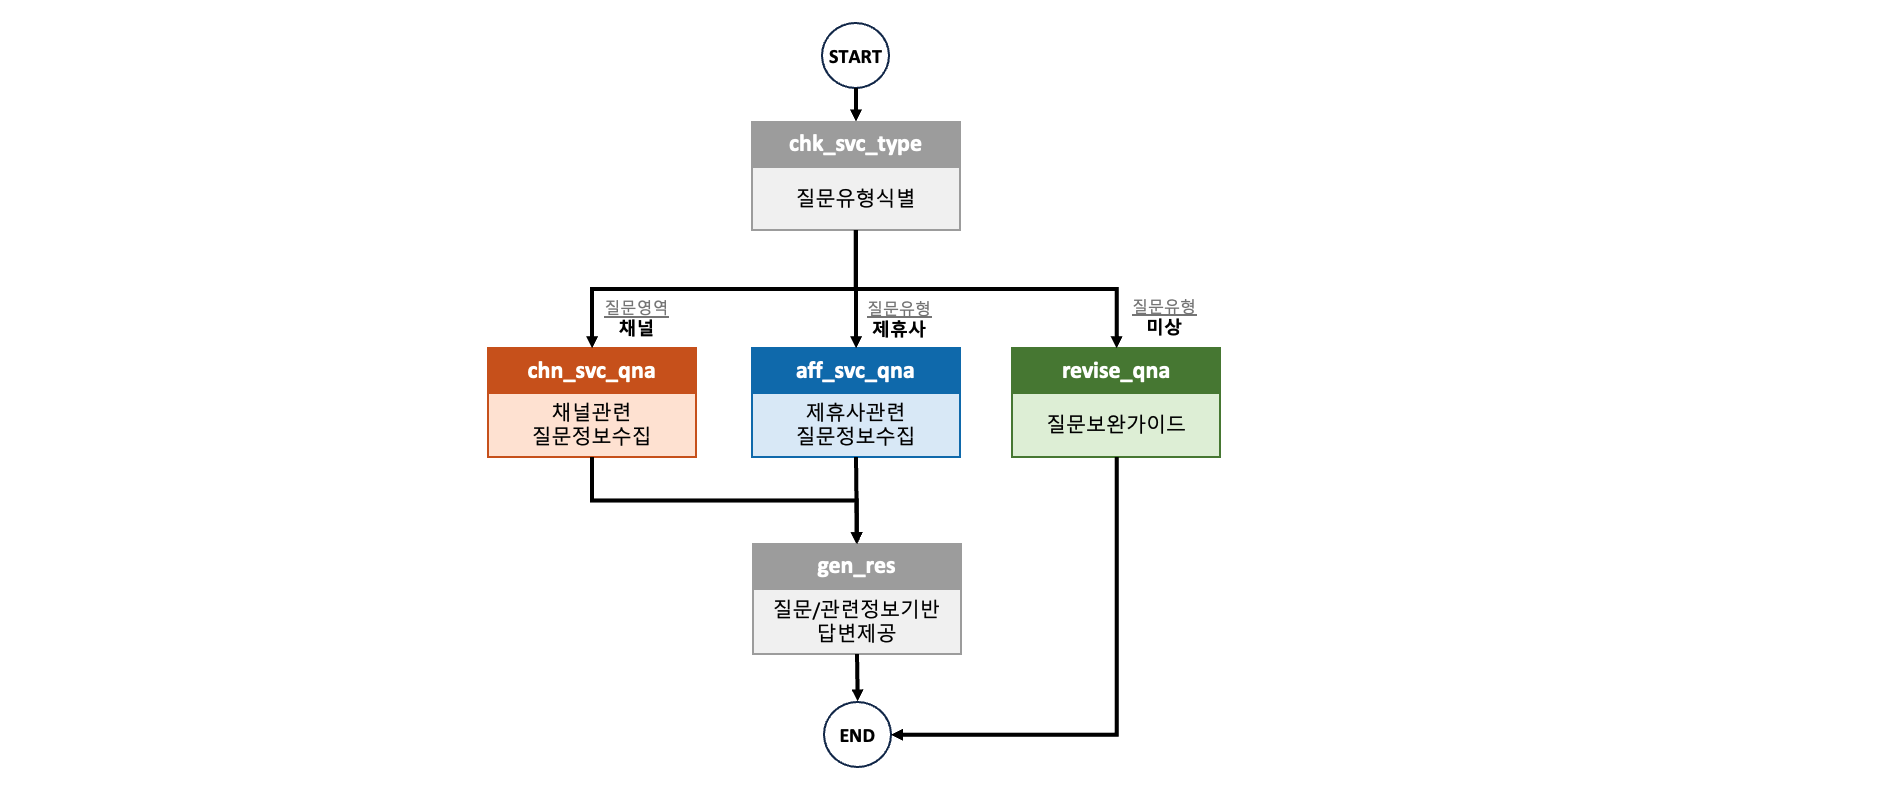 START
chk_svc_type
질문유형식별
질문영역
채널
질문유형
제휴사
질문유형
미상
chn_svc_qna
채널관련
질문정보수집
aff_svc_qna
제휴사관련
질문정보수집
revise_qna
질문보완가이드
gen_res
질문/관련정보기반
답변제공
END